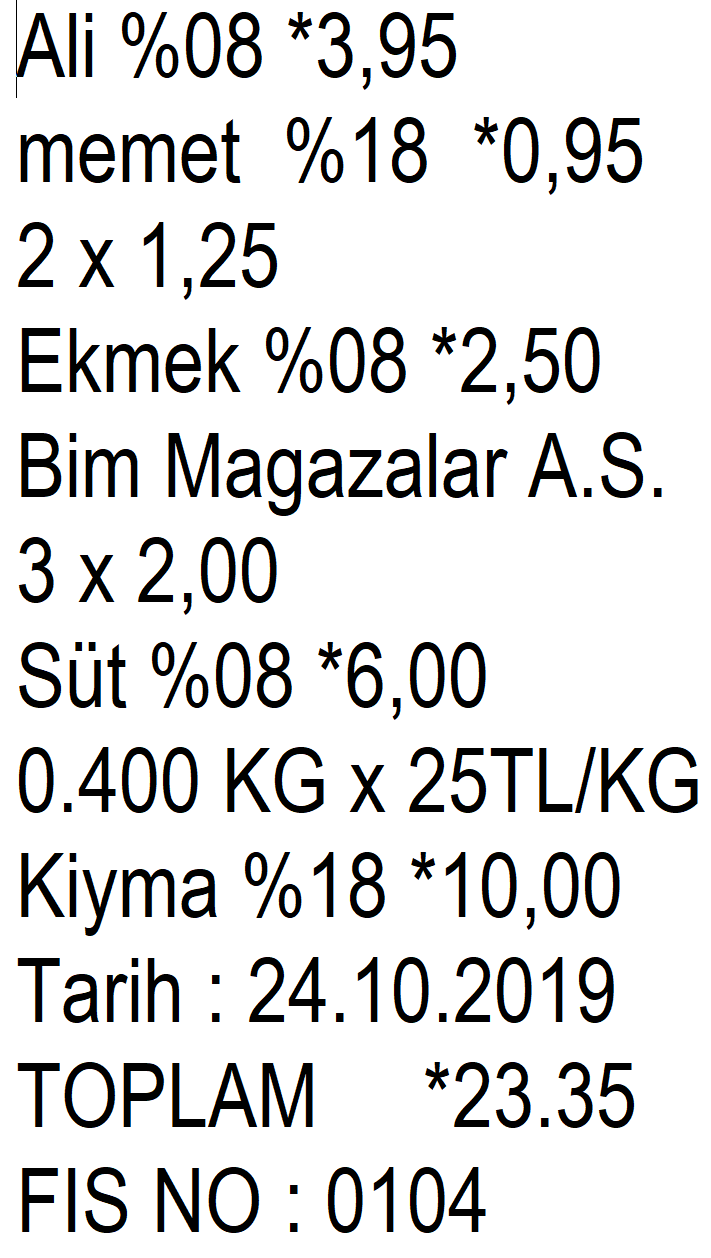 Ali %08 *3,95
memet %18 *0,95
2 x 1,25
Ekmek %08 *2,50
Bim Magazalar A.S.
3 x 2,00
Süt %08 *6,00
0.400 KG x 25TL/KG
Kiyma %18 *10,00
Tarih : 24.10.2019
TOPLAM *23.35
FIS NO : 0104